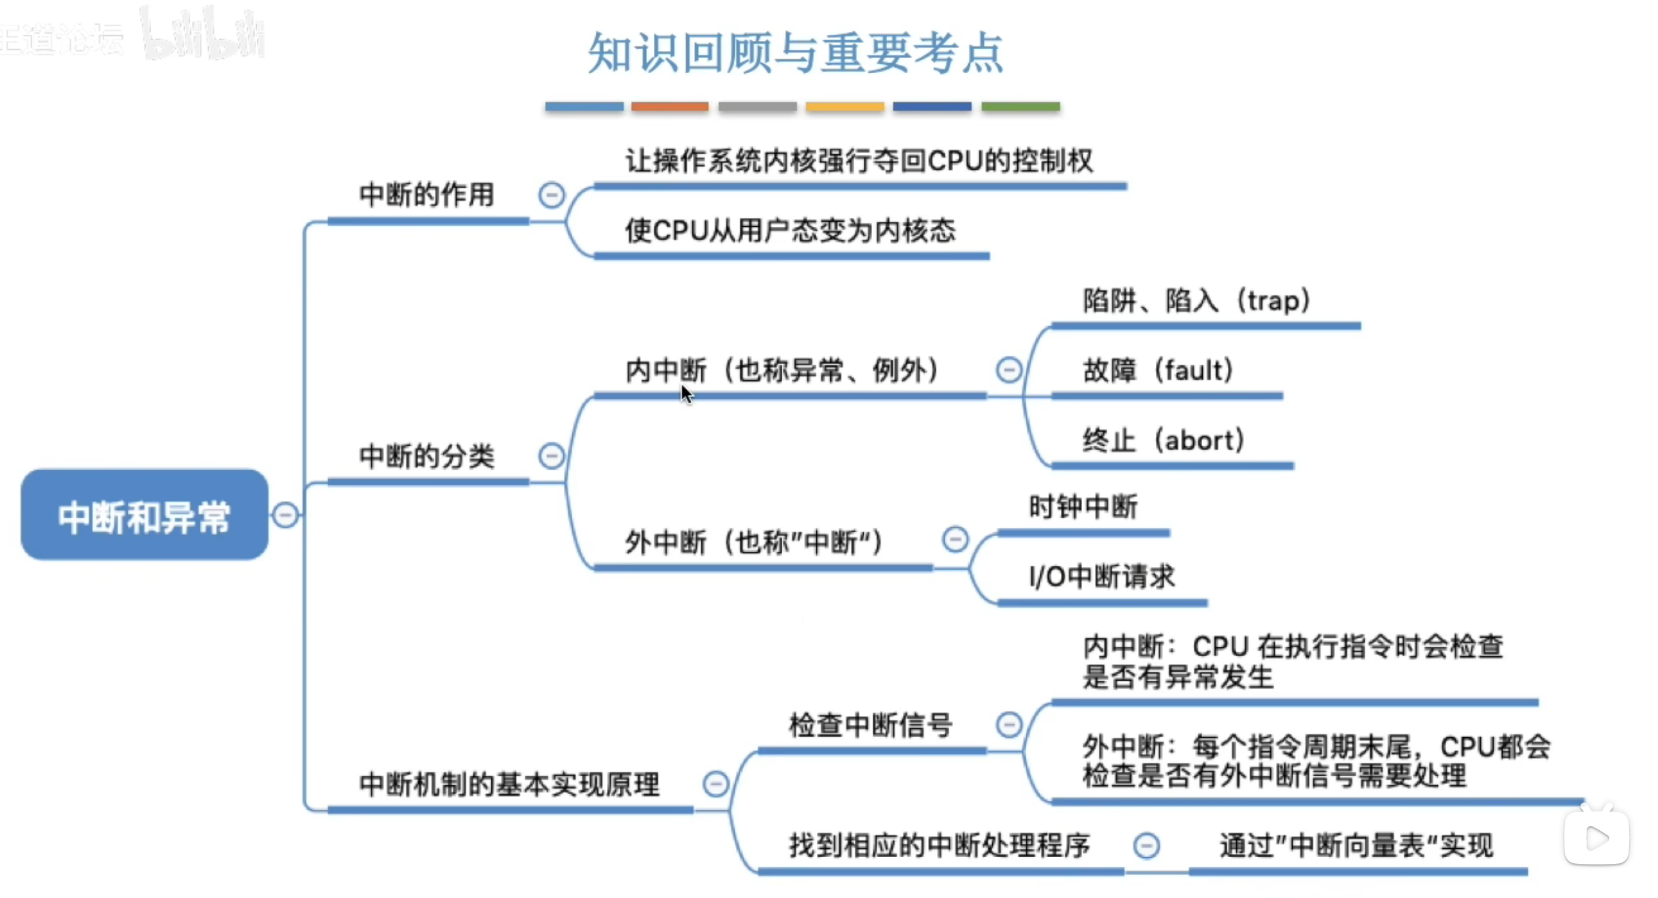 王道论坛 bilibili
知识回顾与重要考点
让操作系统内核强行夺回CPU的控制权
中断的作用
使CPU从用户态变为内核态
陷阱、陷入（trap）
内中断（也称异常、例外）
故障（fault）
终止（abort）
中断的分类
时钟中断
外中断（也称”中断“）
I/O中断请求
中断和异常
内中断：CPU 在执行指令时会检查
是否有异常发生
检查中断信号
外中断：每个指令周期末尾，CPU都会
检查是否有外中断信号需要处理
中断机制的基本实现原理
找到相应的中断处理程序
通过”中断向量表“实现